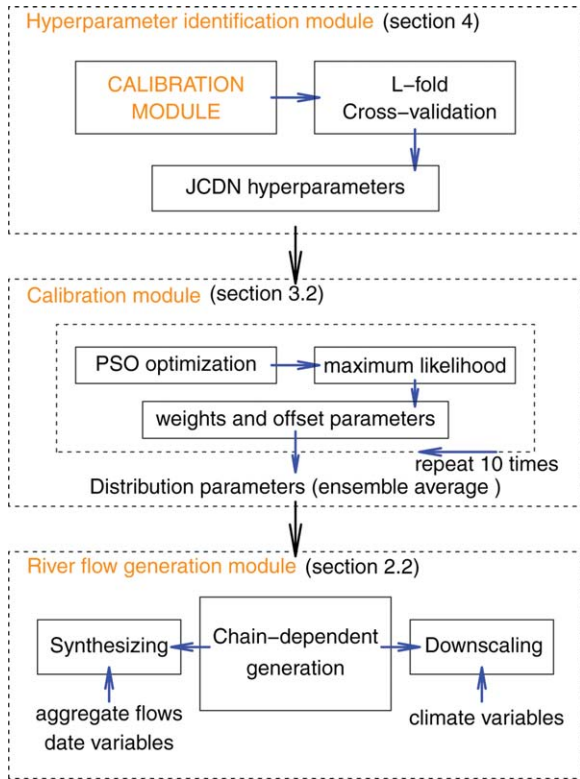 Hyperparameter identification module (section 4)
CALIBRATION
MODULE
L−fold
Cross−validation
JCDN hyperparameters
Calibration module (section 3.2)
PSO optimization
maximum likelihood
weights and offset parameters
repeat 10 times
Distribution parameters (ensemble average )
River flow generation module (section 2.2)
Synthesizing
Chain−dependent
generation
Downscaling
aggregate flows
date variables
climate variables